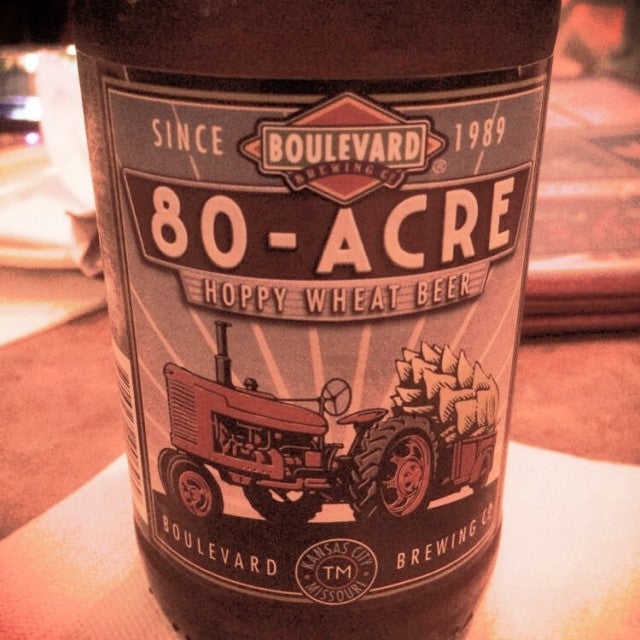 SINCE BOULEVARD 1989
BREWING CO ®
80-ACRE
HOPPY WHEAT BEER
BOULEVARD BREWING CO
KANSAS CITY
TM
MISSOURI